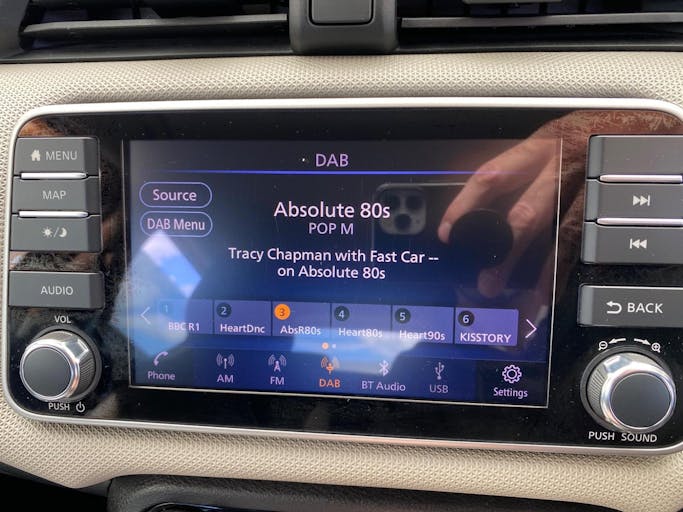 DAB
MENU
MAP
AUDIO
VOL
PUSH
Source
DAB Menu
Absolute 80s
POP M
Tracy Chapman with Fast Car --
on Absolute 80s
1 BBC R1
2 HeartDnc
3 AbsR80s
4 Heart80s
5 Heart90s
6 KISSTORY
Phone
AM
FM
DAB
BT Audio
USB
Settings
BACK
PUSH SOUND